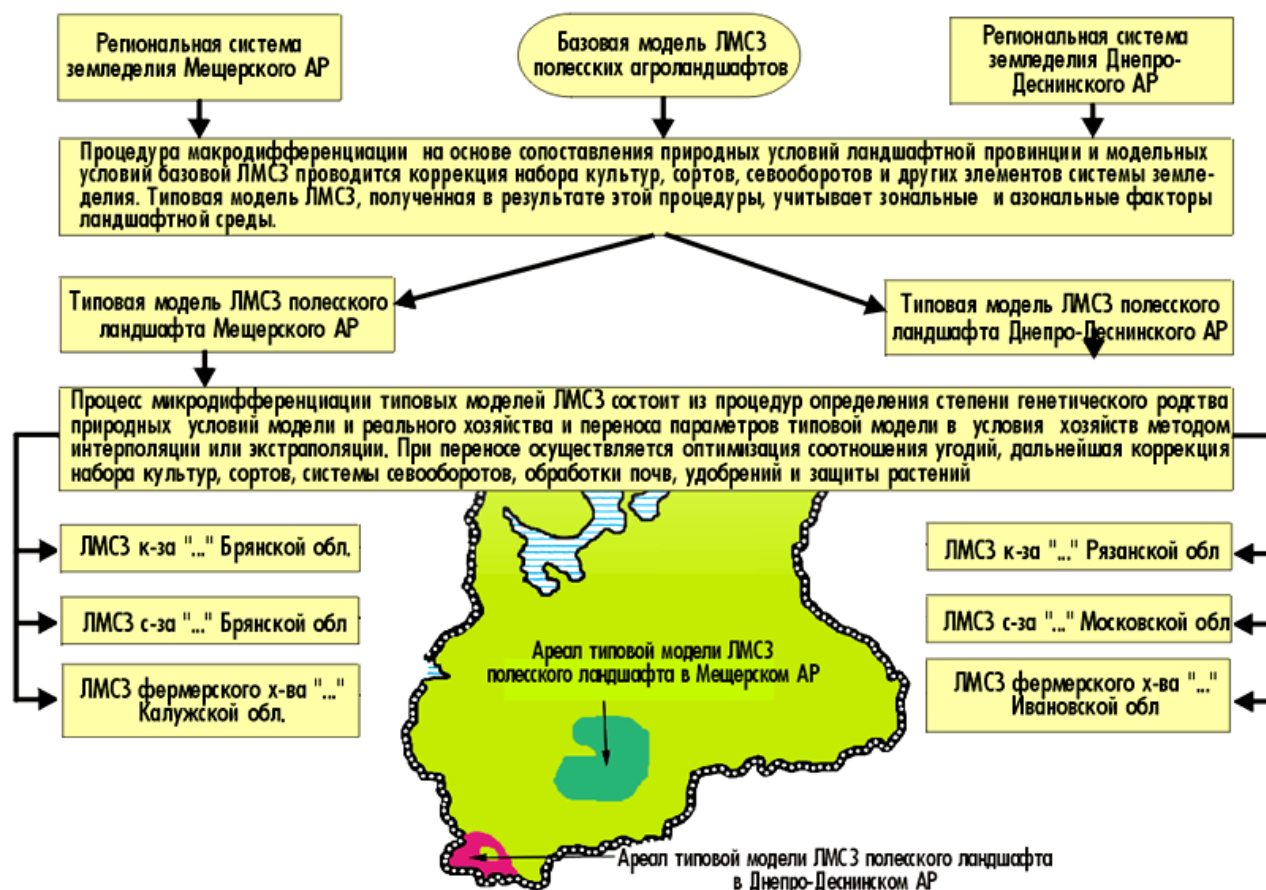 Региональная система
земледелия Мещерского АР
Базовая модель ЛМСЗ
полесских агроландшафтов
Региональная система
земледелия Днепро-
Деснинского АР
Процедура макродифференциации на основе сопоставления природных условий ландшафтной провинции и модельных
условий базовой ЛМСЗ проводится коррекция набора культур, сортов, севооборотов и других элементов системы земле-
делия. Типовая модель ЛМСЗ, полученная в результате этой процедуры, учитывает зональные и азональные факторы
ландшафтной среды.
Типовая модель ЛМСЗ полесского
ландшафта Мещерского АР
Типовая модель ЛМСЗ полесского
ландшафта Днепро-Деснинского АР
Процесс микродифференциации типовых моделей ЛМСЗ состоит из процедур определения степени генетического родства
природных условий модели и реального хозяйства и переноса параметров типовой модели в условия хозяйств методом
интерполяции или экстраполяции. При переносе осуществляется оптимизация соотношения угодий, дальнейшая коррекция
набора культур, сортов, системы севооборотов, обработки почв, удобрений и защиты растений
ЛМСЗ к-за "..." Брянской обл.
ЛМСЗ с-за "..." Брянской обл
ЛМСЗ фермерского х-ва "..."
Калужской обл.
ЛМСЗ к-за "..." Рязанской обл
ЛМСЗ с-за "..." Московской обл
ЛМСЗ фермерского х-ва "..."
Ивановской обл
Ареал типовой модели ЛМСЗ
полесского ландшафта в Мещерском АР
Ареал типовой модели ЛМСЗ полесского ландшафта
в Днепро-Деснинском АР